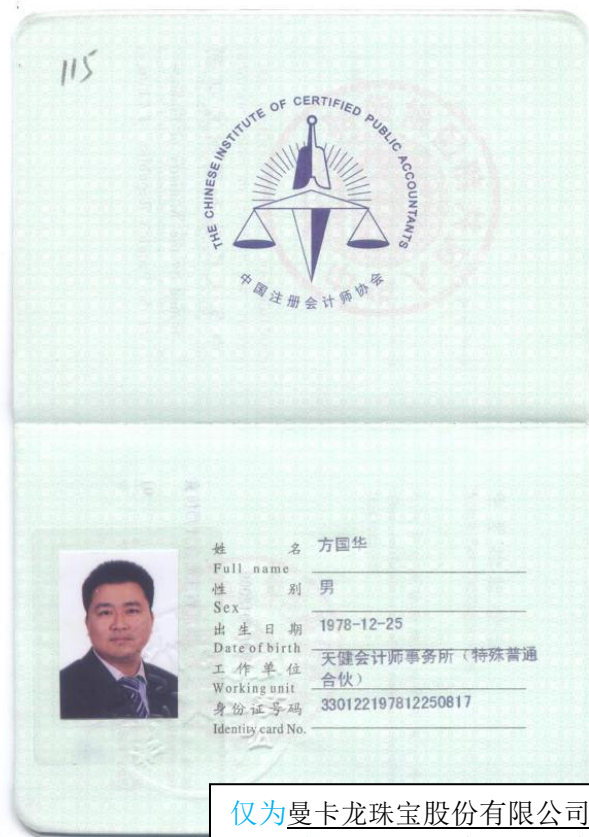 115
THE CHINESE INSTITUTE OF CERTIFIED PUBLIC ACCOUNTANTS
中国注册会计师协会
姓 名 方国华
Full name
性 别 男
Sex
出 生 日 期 1978-12-25
Date of birth
工 作 单 位 天健会计师事务所（特殊普通
Working unit 合伙）
身份证号码 330122197812250817
Identity card No.
仅为曼卡龙珠宝股份有限公司